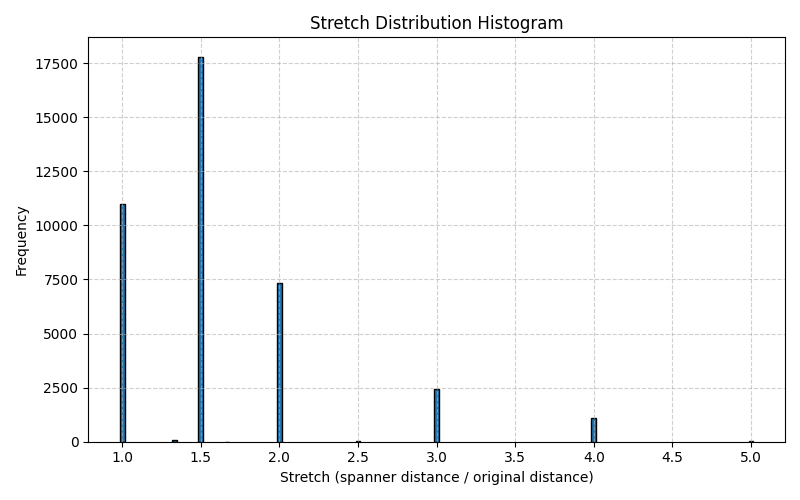 Stretch Distribution Histogram
Frequency
17500
15000
12500
10000
7500
5000
2500
0
1.0 1.5 2.0 2.5 3.0 3.5 4.0 4.5 5.0
Stretch (spanner distance / original distance)